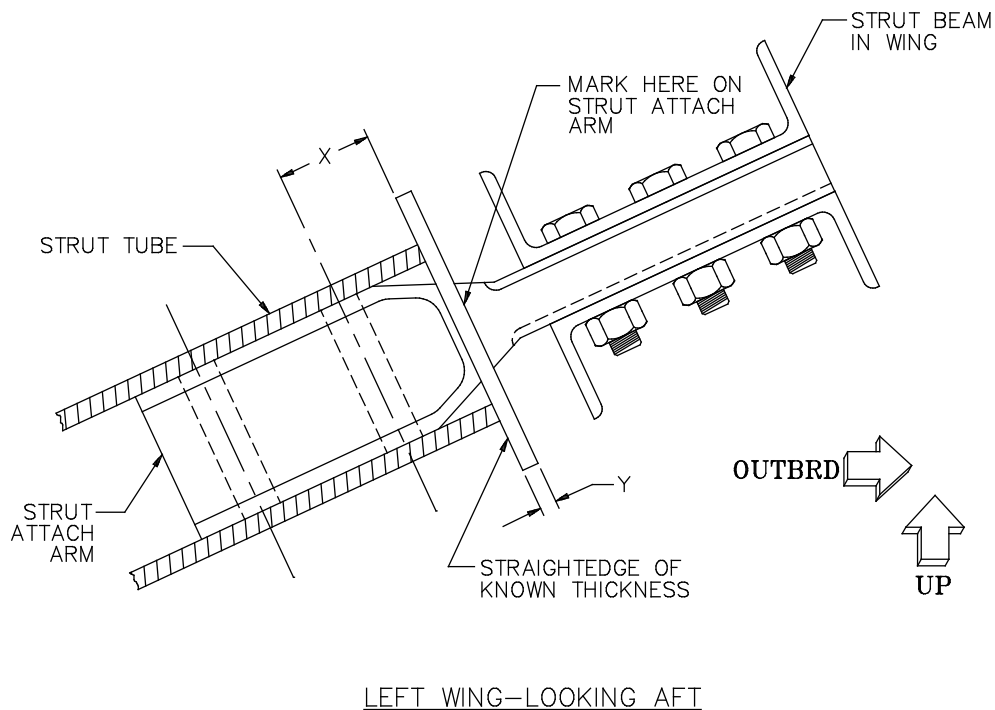 STRUT BEAM
IN WING
MARK HERE ON
STRUT ATTACH
ARM
X
STRUT TUBE
OUTBRD
UP
Y
STRUT
ATTACH
ARM
STRAIGHTEDGE OF
KNOWN THICKNESS
LEFT WING-LOOKING AFT